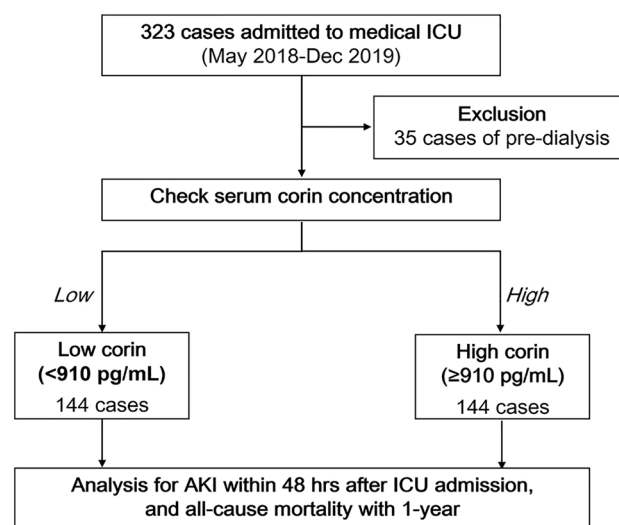 323 cases admitted to medical ICU
(May 2018-Dec 2019)
Exclusion
35 cases of pre-dialysis
Check serum corin concentration
Low
High
Low corin
(<910 pg/mL)
144 cases
High corin
(≥910 pg/mL)
144 cases
Analysis for AKI within 48 hrs after ICU admission,
and all-cause mortality with 1-year